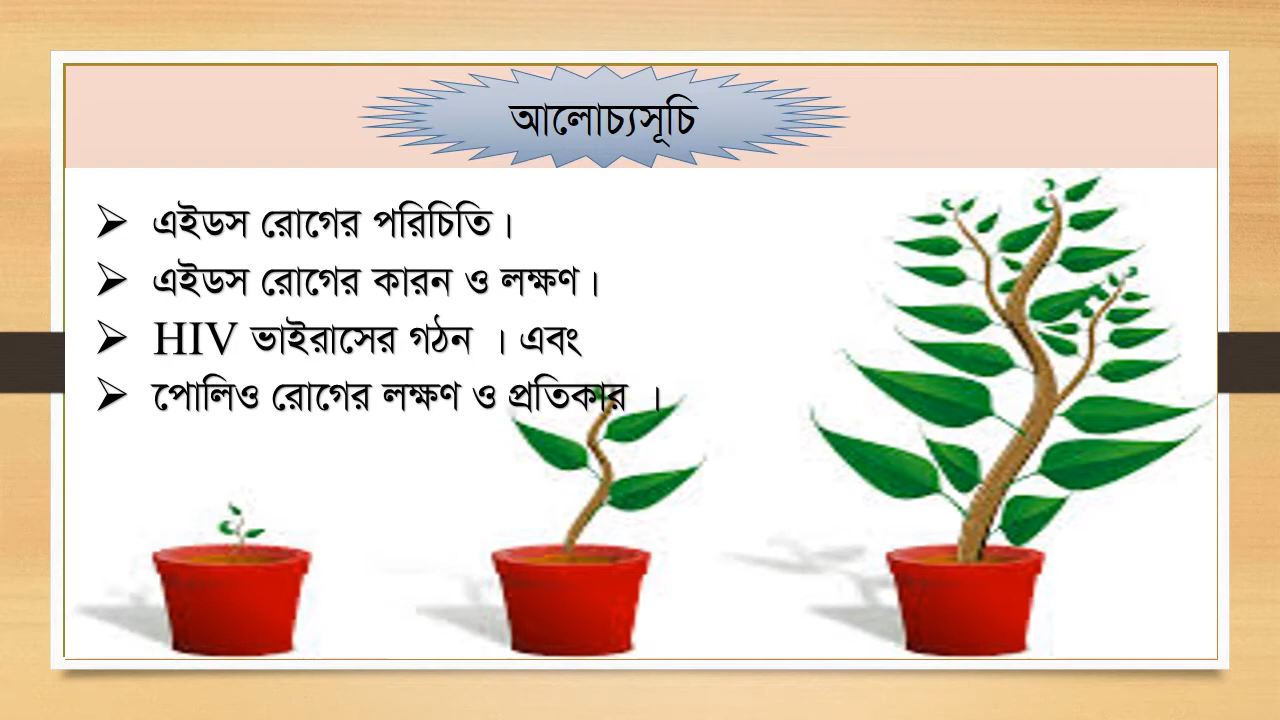 আলোচ্যসূচি
➢ এইডস রোগের পরিচিতি।
➢ এইডস রোগের কারন ও লক্ষণ।
➢ HIV ভাইরাসের গঠন । এবং
➢ পোলিও রোগের লক্ষণ ও প্রতিকার ।